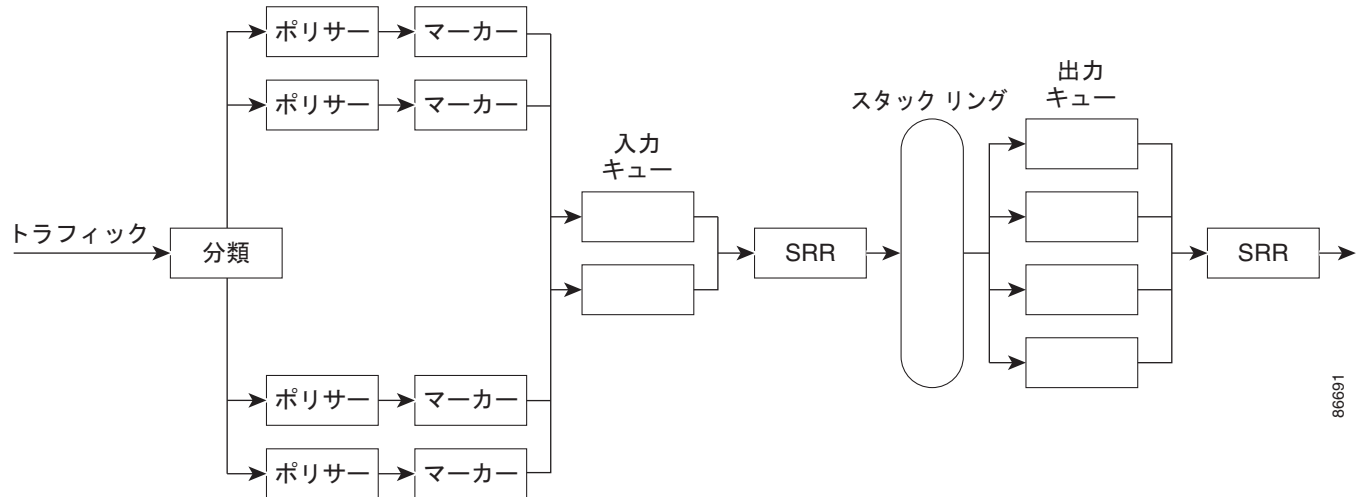 ポリサー
マーカー
ポリサー
マーカー
出力
キュー
スタック リング
入力
キュー
トラフィック
分類
SRR
SRR
ポリサー
マーカー
ポリサー
マーカー
86691